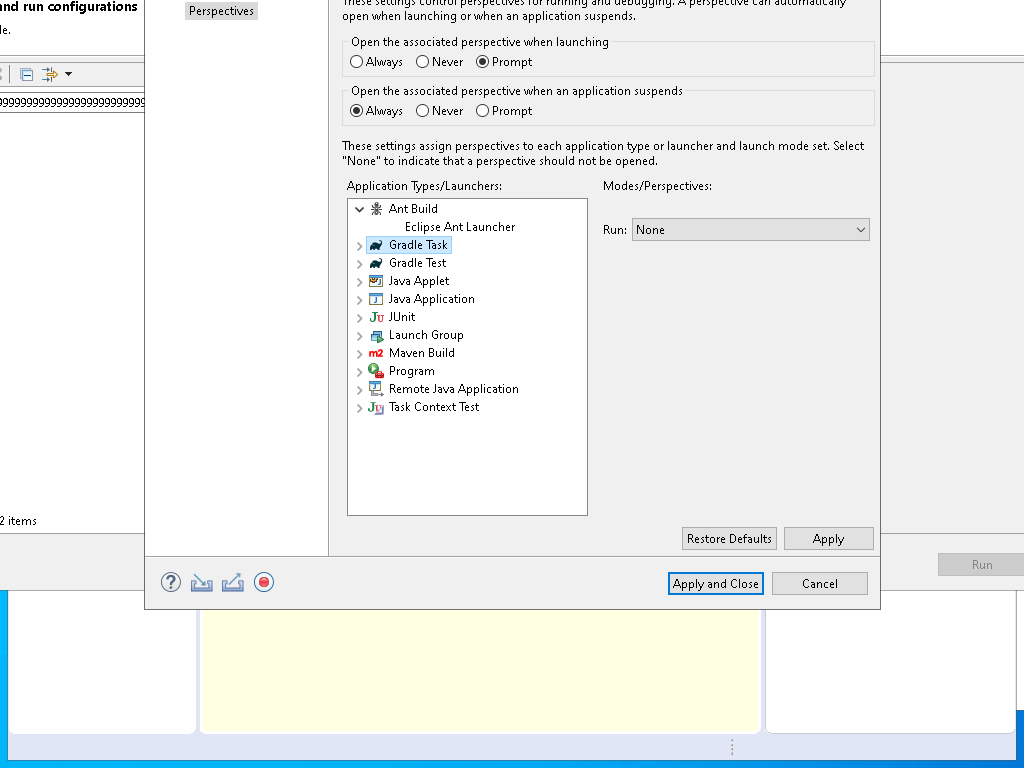 and run configurations
Perspectives
These settings control perspectives for running and debugging. A perspective can automatically
open when launching or when an application suspends.
Open the associated perspective when launching
Always
Never
Prompt
Open the associated perspective when an application suspends
Always
Never
Prompt
These settings assign perspectives to each application type or launcher and launch mode set. Select
"None" to indicate that a perspective should not be opened.
Application Types/Launchers:
Modes/Perspectives:
Ant Build
Eclipse Ant Launcher
Gradle Task
Gradle Test
Java Applet
Java Application
JUnit
Launch Group
Maven Build
Program
Remote Java Application
Task Context Test
Run:
None
2 items
Restore Defaults
Apply
Run
Apply and Close
Cancel